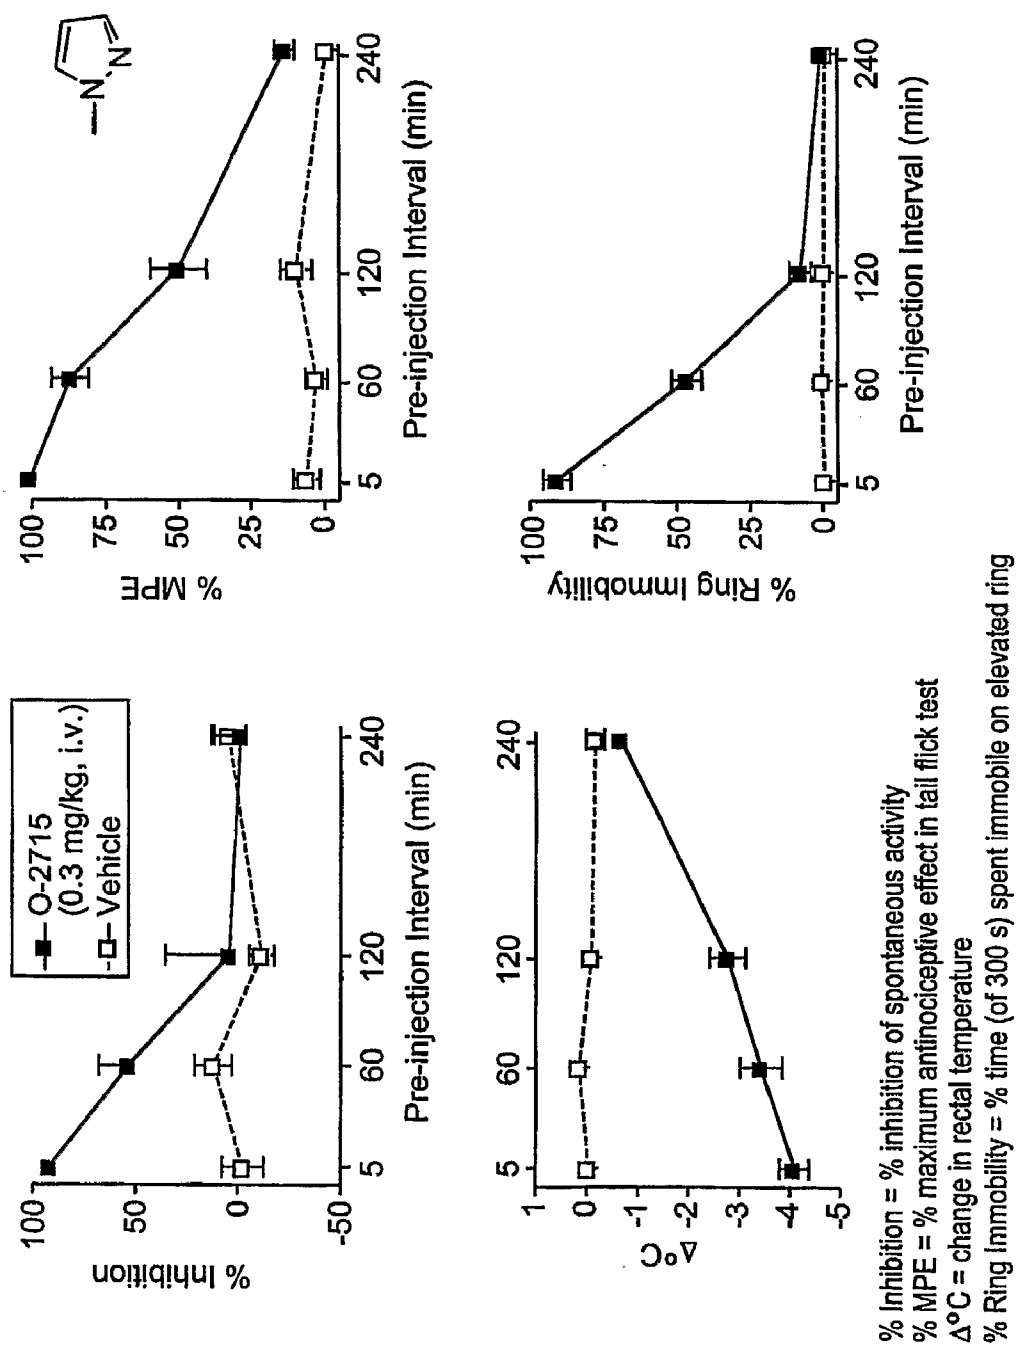 O-2715
(0.3 mg/kg, i.v.)
Vehicle
% Inhibition
100
50
0
-50
5
60
120
240
Pre-injection Interval (min)
N
N
% MPE
100
75
50
25
0
5
60
120
240
Pre-injection Interval (min)
Δ°C
1
0
-1
-2
-3
-4
-5
5
60
120
240
% Ring Immobility
100
75
50
25
0
5
60
120
240
Pre-injection Interval (min)
% Inhibition = % inhibition of spontaneous activity
% MPE = % maximum antinociceptive effect in tail flick test
Δ°C = change in rectal temperature
% Ring Immobility = % time (of 300 s) spent immobile on elevated ring